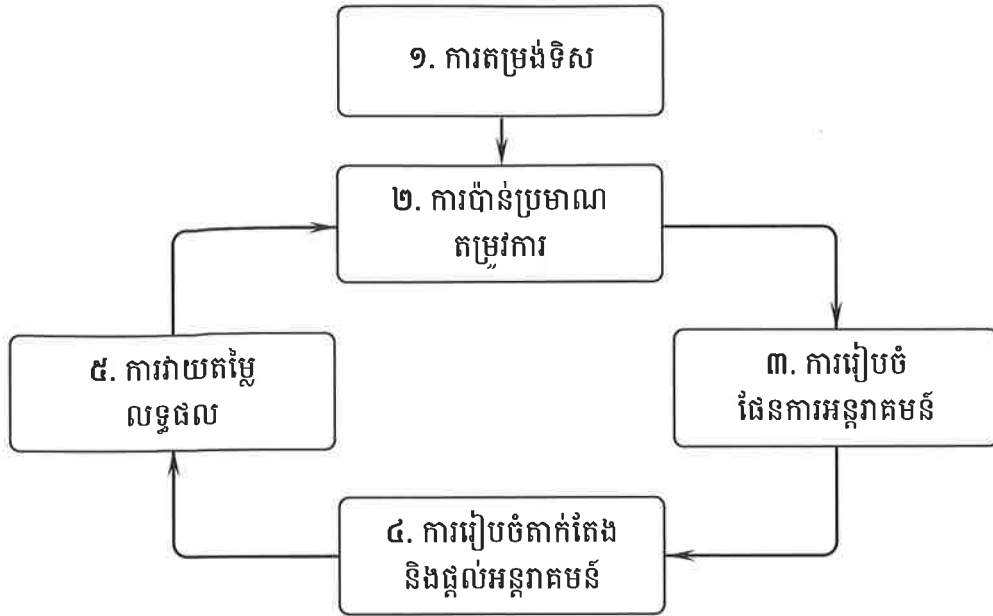 ១. ការតម្រង់ទិស
២. ការប៉ាន់ប្រមាណ
តម្រូវការ
៣. ការរៀបចំ
ផែនការអន្តរាគមន៍
៤. ការរៀបចំតាក់តែង
និងផ្តល់អន្តរាគមន៍
៥. ការវាយតម្លៃ
លទ្ធផល